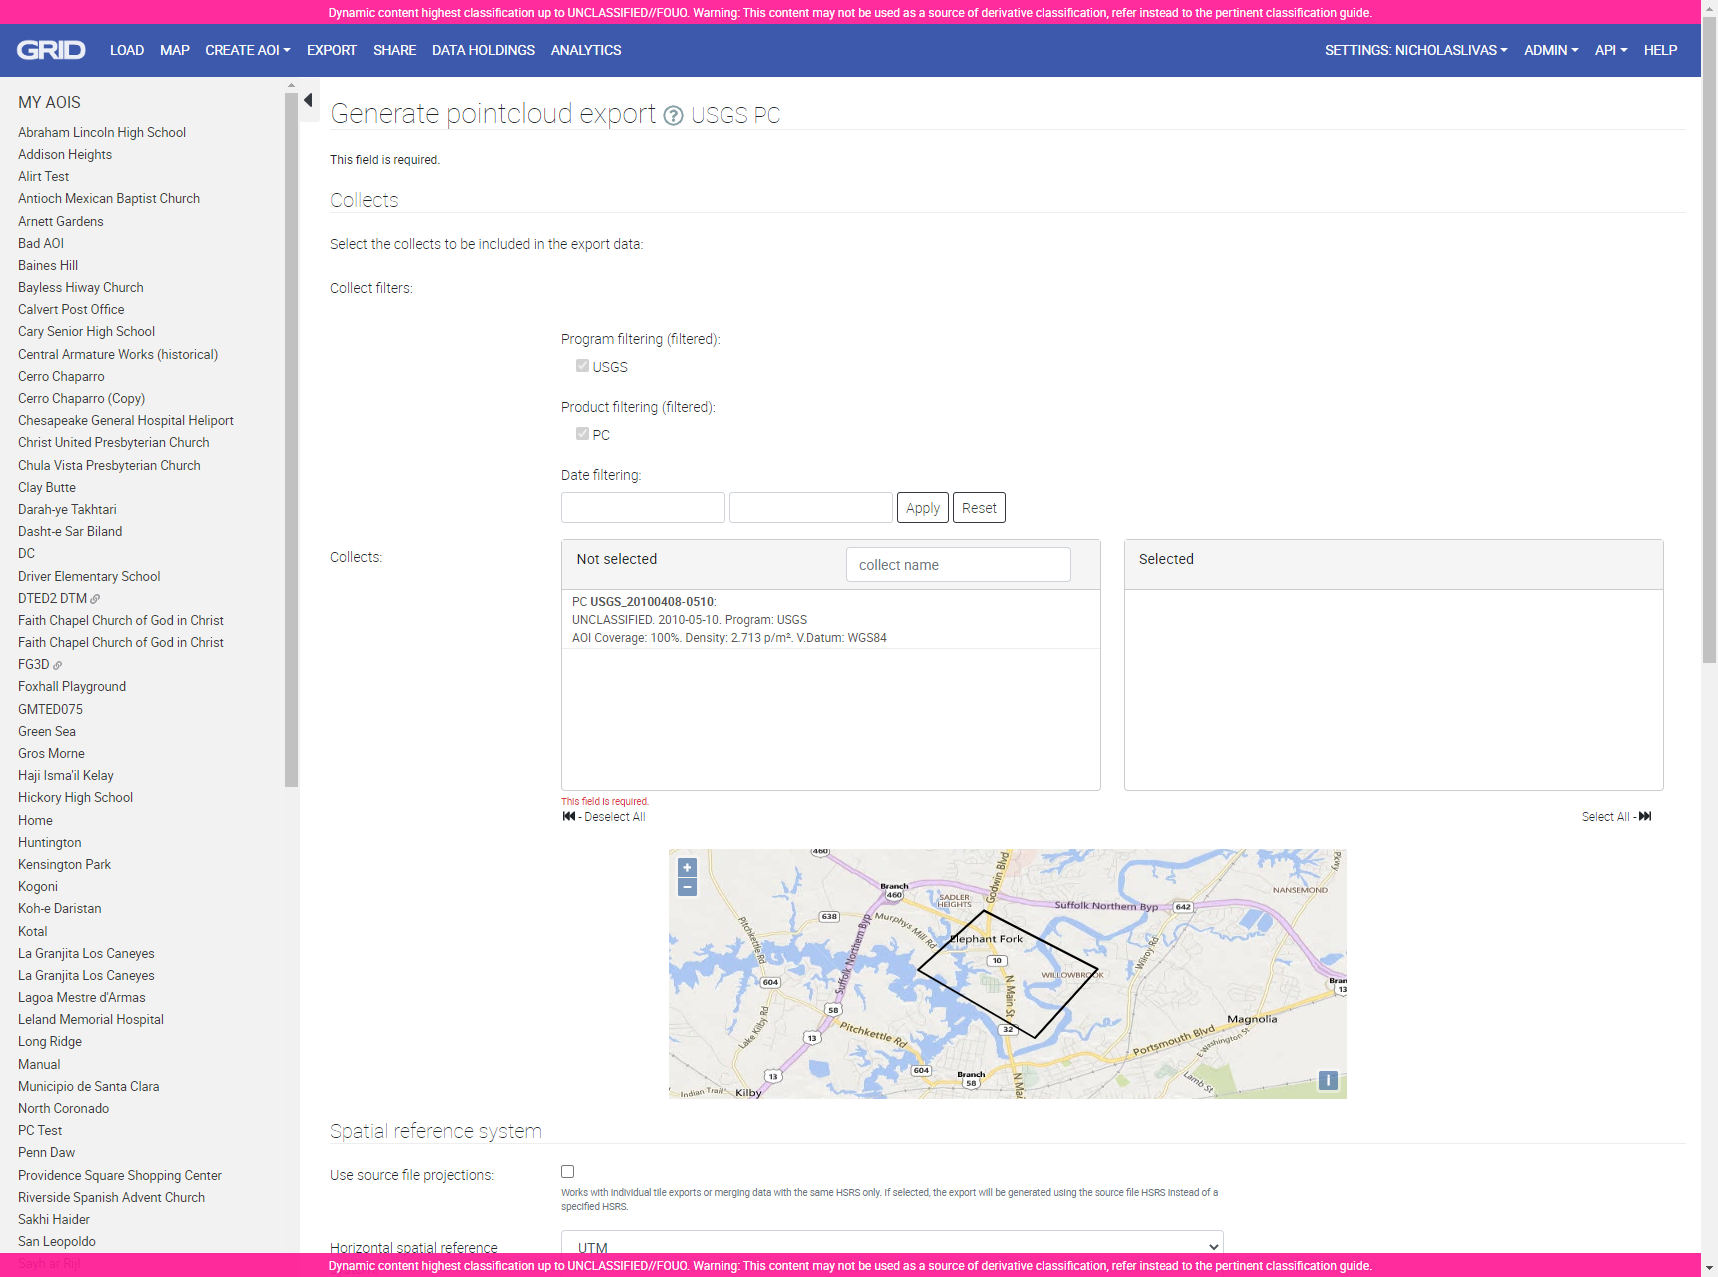 Dynamic content highest classification up to UNCLASSIFIED//FOUO. Warning: This content may not be used as a source of derivative classification, refer instead to the pertinent classification guide.
GRID LOAD MAP CREATE AOI EXPORT SHARE DATA HOLDINGS ANALYTICS SETTINGS: NICHOLASLIVAS ADMIN API HELP
MY AOIS
Abraham Lincoln High School
Addison Heights
Alirt Test
Antioch Mexican Baptist Church
Arnett Gardens
Bad AOI
Baines Hill
Bayless Hiway Church
Calvert Post Office
Cary Senior High School
Central Armature Works (historical)
Cerro Chaparro
Cerro Chaparro (Copy)
Chesapeake General Hospital Heliport
Christ United Presbyterian Church
Chula Vista Presbyterian Church
Clay Butte
Darah-ye Takhtari
Dasht-e Sar Biland
DC
Driver Elementary School
DTED2 DTM
Faith Chapel Church of God in Christ
Faith Chapel Church of God in Christ
FG3D
Foxhall Playground
GMTED075
Green Sea
Gros Morne
Haji Isma'il Kelay
Hickory High School
Home
Huntington
Kensington Park
Kogoni
Koh-e Daristan
Kotal
La Granjita Los Caneyes
La Granjita Los Caneyes
Lagoa Mestre d'Armas
Leland Memorial Hospital
Long Ridge
Manual
Municipio de Santa Clara
North Coronado
PC Test
Penn Daw
Providence Square Shopping Center
Riverside Spanish Advent Church
Sakhi Haider
San Leopoldo
Sayh ar Rijl
Generate pointcloud export ? USGS PC
This field is required.
Collects
Select the collects to be included in the export data:
Collect filters:
Program filtering (filtered):
USGS
Product filtering (filtered):
PC
Date filtering:
Apply Reset
Collects:
Not selected collect name
PC USGS_20100408-0510:
UNCLASSIFIED. 2010-05-10. Program: USGS
AOI Coverage: 100%. Density: 2.713 p/m². V.Datum: WGS84
Selected
This field is required.
- Deselect All
Select All -
+
−
460
Branch
460
Godwin Blvd
SADLER
HEIGHTS
Suffolk Northern Byp
642
NANSEMOND
Pkwy
638
Murphys Mill Rd
Pitchkettle Rd
Suffolk Northern Byp
Elephant Fork
10
WILLOWBROOK
Wilroy Rd
604
N Main St
Bran
13
58
Lake Kilby Rd
13
Pitchkettle Rd
32
Magnolia
Portsmouth Blvd
E Washington St
604
Branch
58
13
N Ma
Lamb St
Indian Trail
Kilby
I
Spatial reference system
Use source file projections:
Works with individual tile exports or merging data with the same HSRS only. If selected, the export will be generated using the source file HSRS instead of a
specified HSRS.
Horizontal spatial reference
UTM
Dynamic content highest classification up to UNCLASSIFIED//FOUO. Warning: This content may not be used as a source of derivative classification, refer instead to the pertinent classification guide.